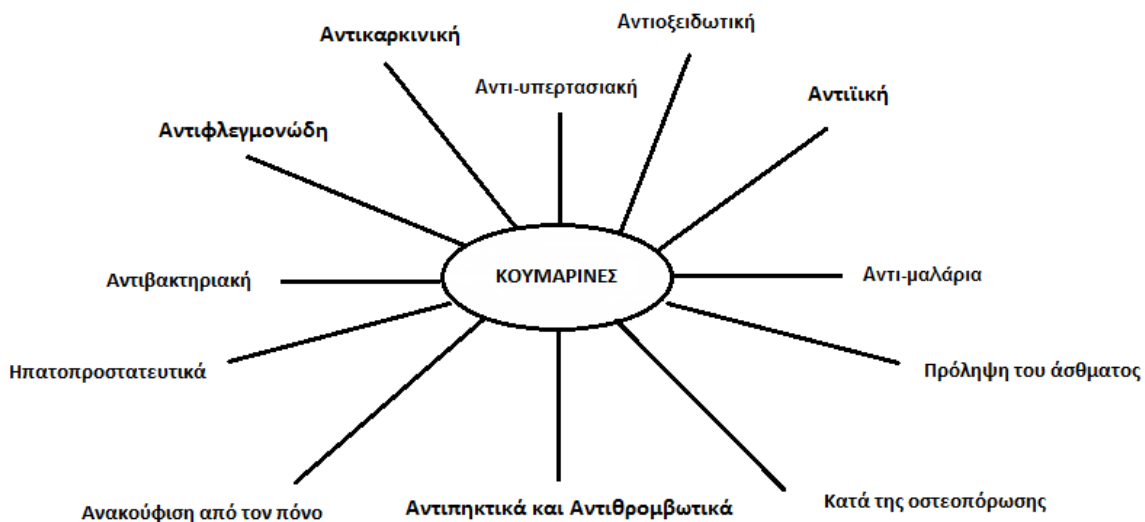 Αντιοξειδωτική
Αντικαρκινική
Αντι-υπερτασιακή
Αντιϊική
Αντιφλεγμονώδη
Αντιβακτηριακή
ΚΟΥΜΑΡΙΝΕΣ
Αντι-μαλάρια
Ηπατοπροστατευτικά
Πρόληψη του άσθματος
Ανακούφιση από τον πόνο
Αντιπηκτικά και Αντιθρομβωτικά
Κατά της οστεοπόρωσης